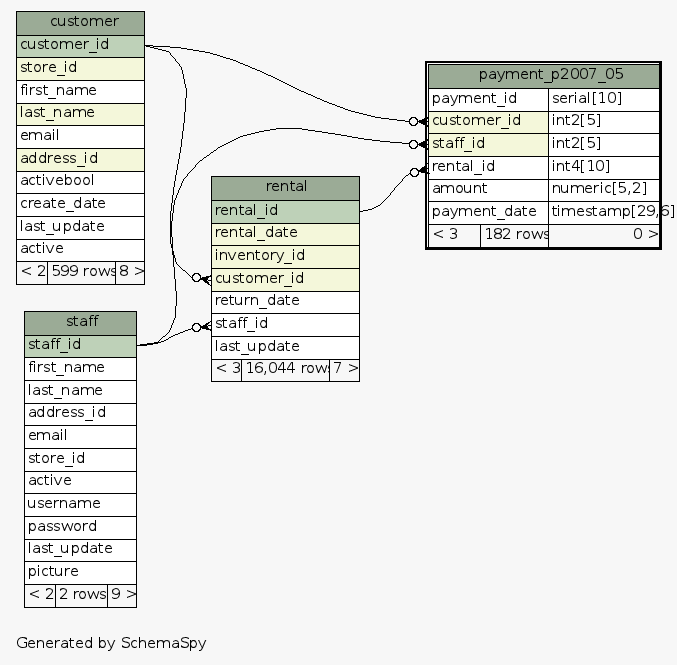 customer
customer_id
store_id
first_name
last_name
email
address_id
activebool
create_date
last_update
active
< 2 599 rows 8 >
payment_p2007_05
payment_id serial[10]
customer_id int2[5]
staff_id int2[5]
rental_id int4[10]
amount numeric[5,2]
payment_date timestamp[29,6]
< 3 182 rows 0 >
rental
rental_id
rental_date
inventory_id
customer_id
return_date
staff_id
last_update
< 3 16,044 rows 7 >
staff
staff_id
first_name
last_name
address_id
email
store_id
active
username
password
last_update
picture
< 2 2 rows 9 >
Generated by SchemaSpy